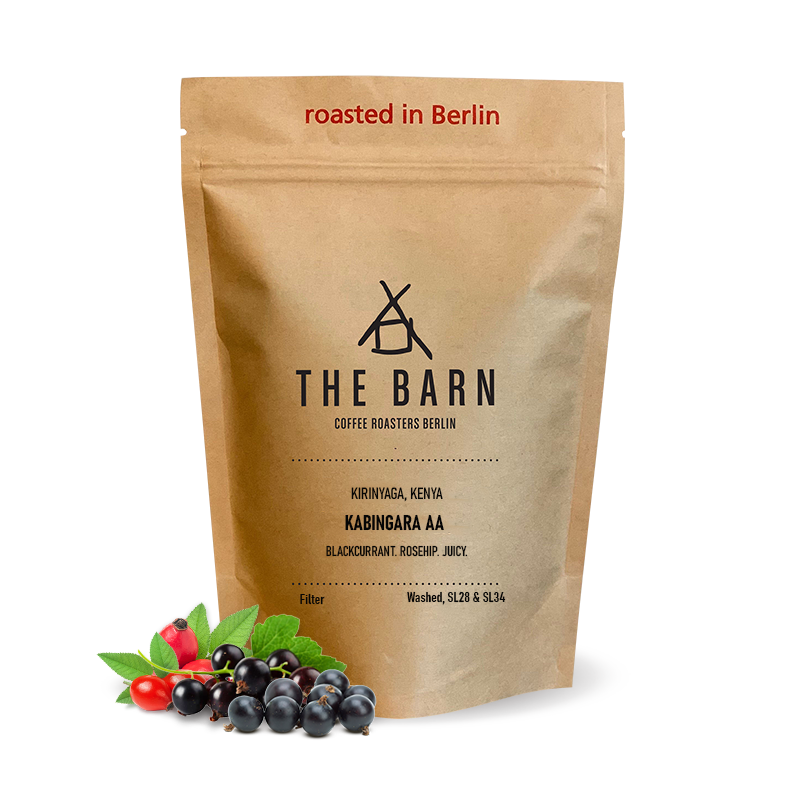 roasted in Berlin
THE BARN
COFFEE ROASTERS BERLIN
KIRINYAGA, KENYA
KABINGARA AA
BLACKCURRANT. ROSEHIP. JUICY.
Filter Washed, SL28 & SL34